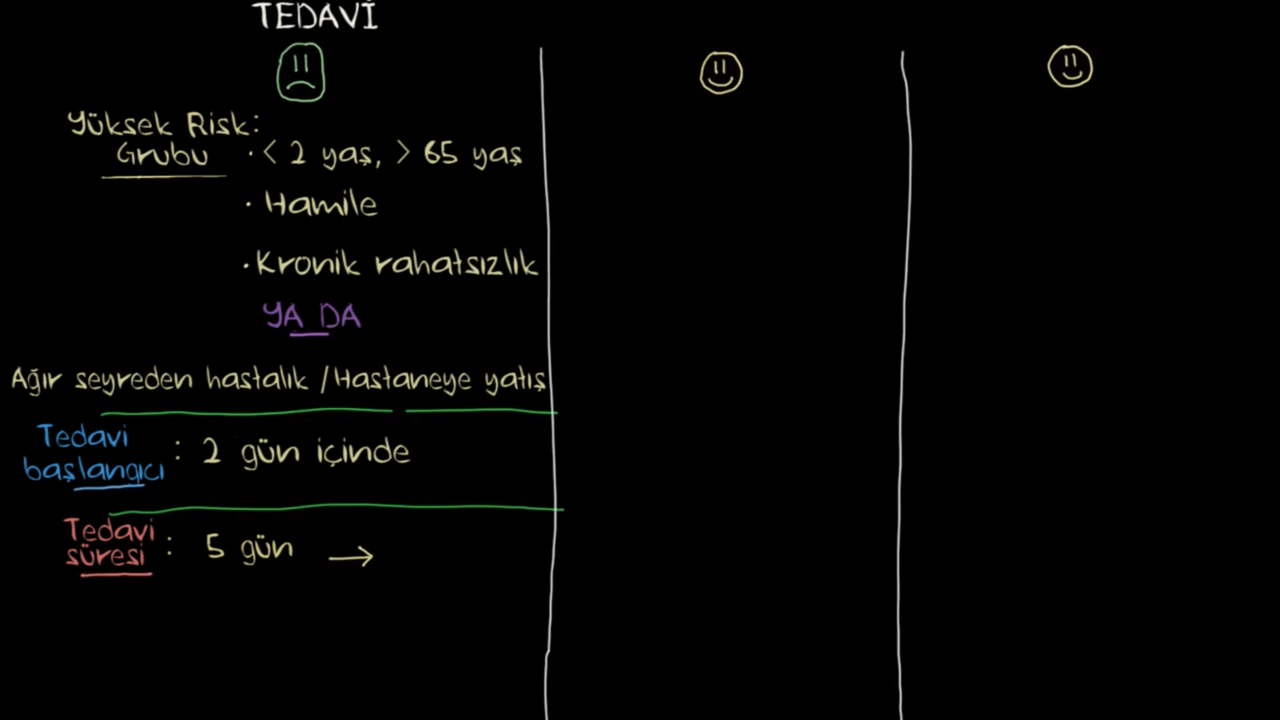 TEDAVİ
Yüksek Risk:
Grubu
· < 2 yaş, > 65 yaş
· Hamile
· Kronik rahatsızlık
YA DA
Ağır seyreden hastalık / Hastaneye yatış
Tedavi
başlangıcı : 2 gün içinde
Tedavi
süresi : 5 gün →